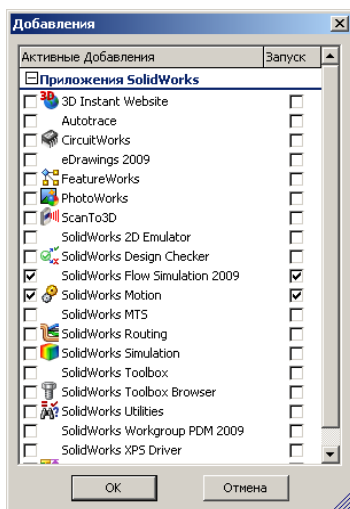 Добавления
Активные Добавления Запуск
Приложения SolidWorks
3D 3D Instant Website
Autotrace
CircuitWorks
eDrawings 2009
FeatureWorks
PhotoWorks
ScanTo3D
SolidWorks 2D Emulator
SolidWorks Design Checker
SolidWorks Flow Simulation 2009
SolidWorks Motion
SolidWorks MTS
SolidWorks Routing
SolidWorks Simulation
SolidWorks Toolbox
SolidWorks Toolbox Browser
SolidWorks Utilities
SolidWorks Workgroup PDM 2009
SolidWorks XPS Driver
OK Отмена